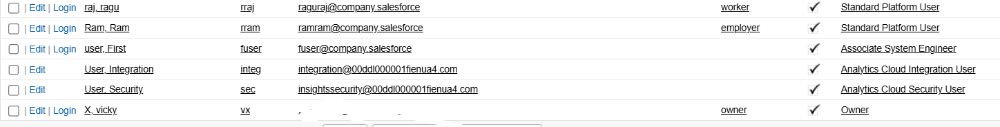 | Edit | Login raj, ragu rraj raguraj@company.salesforce worker Standard Platform User
| Edit | Login Ram, Ram rram ramram@company.salesforce employer Standard Platform User
| Edit | Login user, First fuser fuser@company.salesforce Associate System Engineer
| Edit User, Integration integ integration@00ddl000001fienua4.com Analytics Cloud Integration User
| Edit User, Security sec insightssecurity@00ddl000001fienua4.com Analytics Cloud Security User
| Edit | Login X, vicky vx owner Owner